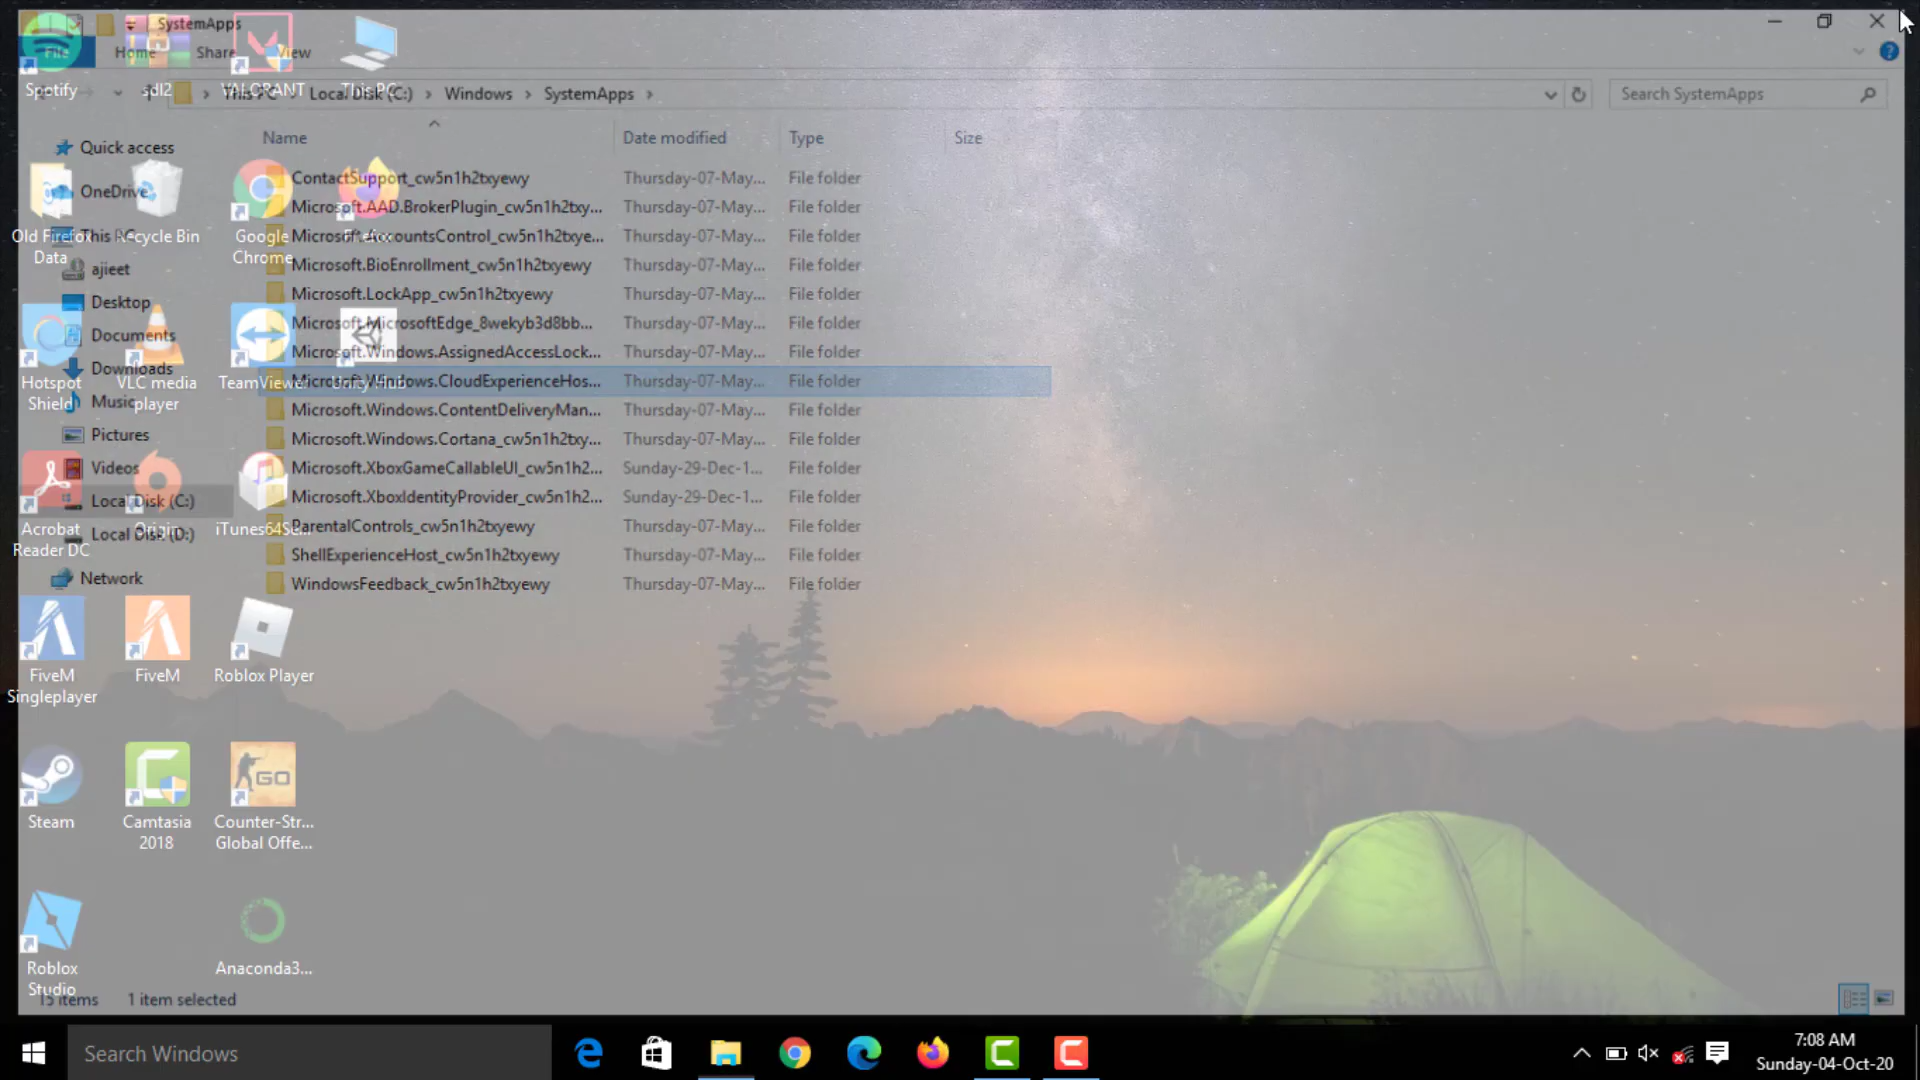 SystemApps
File
Home
Share
View
This PC
Local Disk (C:)
Windows
SystemApps
Search SystemApps
Name
Date modified
Type
Size
ContactSupport_cw5n1h2txyewy Thursday-07-May... File folder
Microsoft.AAD.BrokerPlugin_cw5n1h2txy... Thursday-07-May... File folder
Microsoft.AccountsControl_cw5n1h2txye... Thursday-07-May... File folder
Microsoft.BioEnrollment_cw5n1h2txyewy Thursday-07-May... File folder
Microsoft.LockApp_cw5n1h2txyewy Thursday-07-May... File folder
Microsoft.MicrosoftEdge_8wekyb3d8bb... Thursday-07-May... File folder
Microsoft.Windows.AssignedAccessLock... Thursday-07-May... File folder
Microsoft.Windows.CloudExperienceHos... Thursday-07-May... File folder
Microsoft.Windows.ContentDeliveryMan... Thursday-07-May... File folder
Microsoft.Windows.Cortana_cw5n1h2txy... Thursday-07-May... File folder
Microsoft.XboxGameCallableUI_cw5n1h2... Sunday-29-Dec-1... File folder
Microsoft.XboxIdentityProvider_cw5n1h2... Sunday-29-Dec-1... File folder
ParentalControls_cw5n1h2txyewy Thursday-07-May... File folder
ShellExperienceHost_cw5n1h2txyewy Thursday-07-May... File folder
WindowsFeedback_cw5n1h2txyewy Thursday-07-May... File folder
Quick access
OneDrive
This PC
ajieet
Desktop
Documents
Downloads
Music
Pictures
Videos
Local Disk (C:)
Local Disk (D:)
Network
15 items
1 item selected
Spotify
sdl2
VALORANT
This PC
Old Firefox
Data
Recycle Bin
Google
Chrome
Firefox
Hotspot
Shield
VLC media
player
TeamViewer
Unity Hub
Acrobat
Reader DC
Origin
iTunes64Se...
FiveM
Singleplayer
FiveM
Roblox Player
Steam
Camtasia
2018
GO
Counter-Str...
Global Offe...
Roblox
Studio
Anaconda3...
Search Windows
7:08 AM
Sunday-04-Oct-20